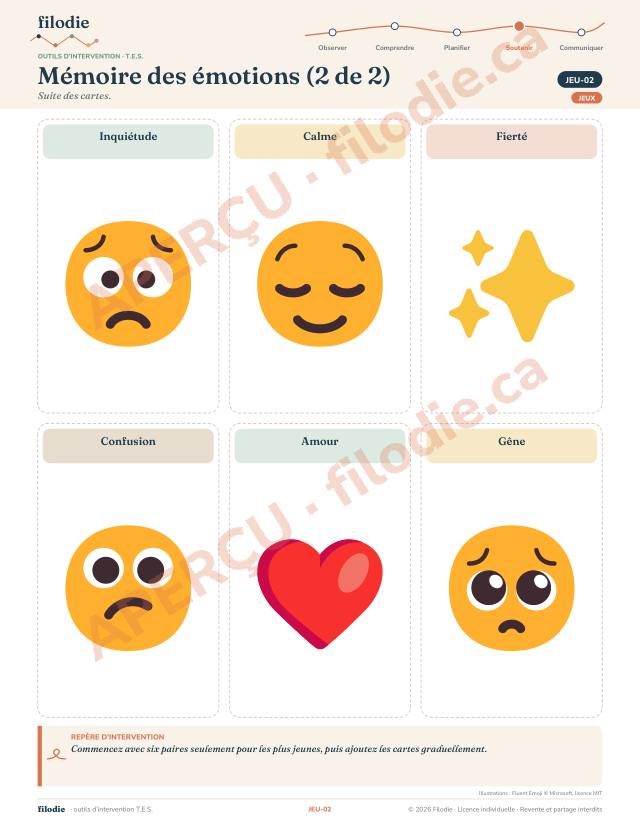 filodie
OUTILS D'INTERVENTION · T.E.S.
Observer Comprendre Planifier Soutenir Communiquer
Mémoire des émotions (2 de 2)
JEU-02
Suite des cartes.
JEUX
Inquiétude Calme Fierté
APERÇU · filodie.ca
Confusion Amour Gêne
APERÇU · filodie.ca
REPÈRE D'INTERVENTION
Commencez avec six paires seulement pour les plus jeunes, puis ajoutez les cartes graduellement.
Illustrations : Fluent Emoji © Microsoft, licence MIT
filodie · outils d'intervention T.E.S. JEU-02 © 2026 Filodie · Licence individuelle · Revente et partage interdits